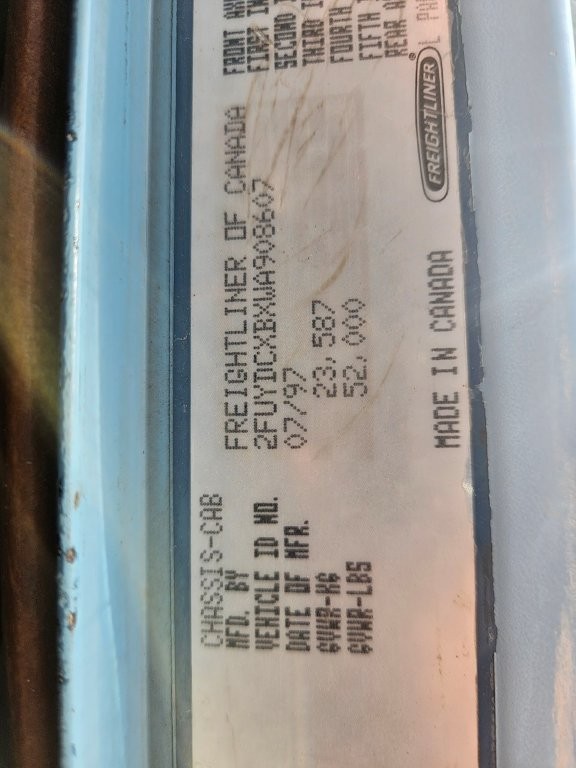 CHASSIS-CAB
MFD. BY FREIGHTLINER OF CANADA
VEHICLE ID NO. 2FUYDCXBXWA908607
DATE OF MFR. 07/97
GVWR-KG 23,587
GVWR-LBS 52,000
MADE IN CANADA
FRONT
FIRST
SECOND
THIRD
FOURTH
FIFTH
REAR
FREIGHTLINER®